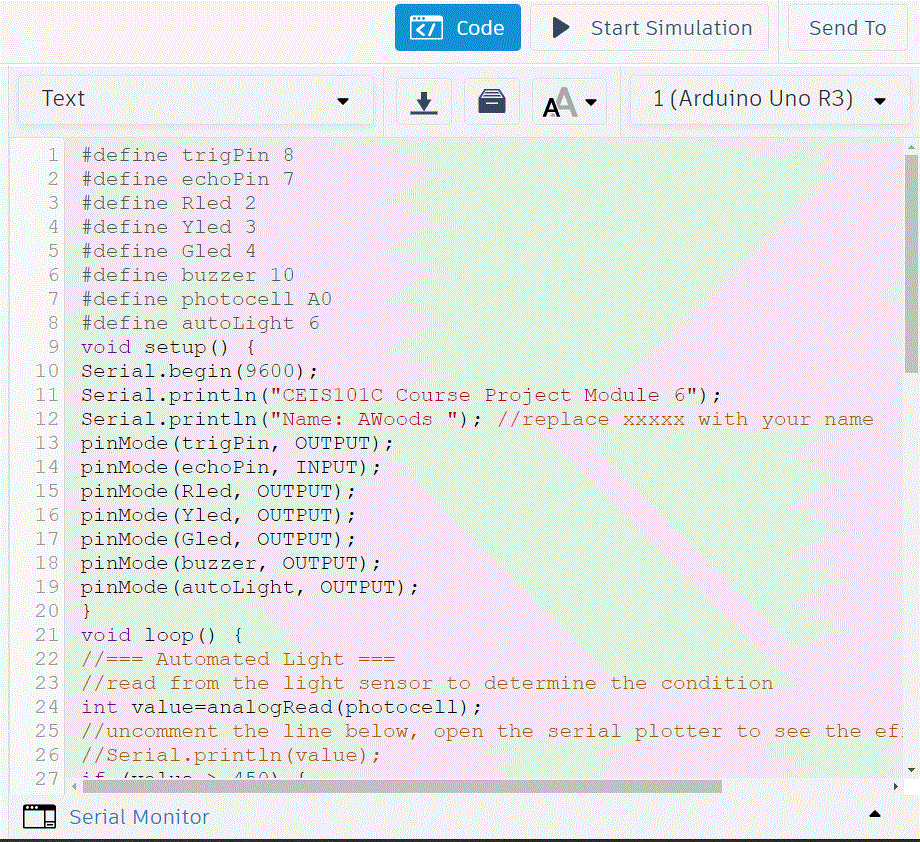 Code
Start Simulation
Send To
Text
AA
1 (Arduino Uno R3)
1 #define trigPin 8
2 #define echoPin 7
3 #define Rled 2
4 #define Yled 3
5 #define Gled 4
6 #define buzzer 10
7 #define photocell A0
8 #define autoLight 6
9 void setup() {
10 Serial.begin(9600);
11 Serial.println("CEIS101C Course Project Module 6");
12 Serial.println("Name: AWoods "); //replace xxxxx with your name
13 pinMode(trigPin, OUTPUT);
14 pinMode(echoPin, INPUT);
15 pinMode(Rled, OUTPUT);
16 pinMode(Yled, OUTPUT);
17 pinMode(Gled, OUTPUT);
18 pinMode(buzzer, OUTPUT);
19 pinMode(autoLight, OUTPUT);
20 }
21 void loop() {
22 //=== Automated Light ===
23 //read from the light sensor to determine the condition
24 int value=analogRead(photocell);
25 //uncomment the line below, open the serial plotter to see the ef
26 //Serial.println(value);
27 if (value > 450) {
Serial Monitor